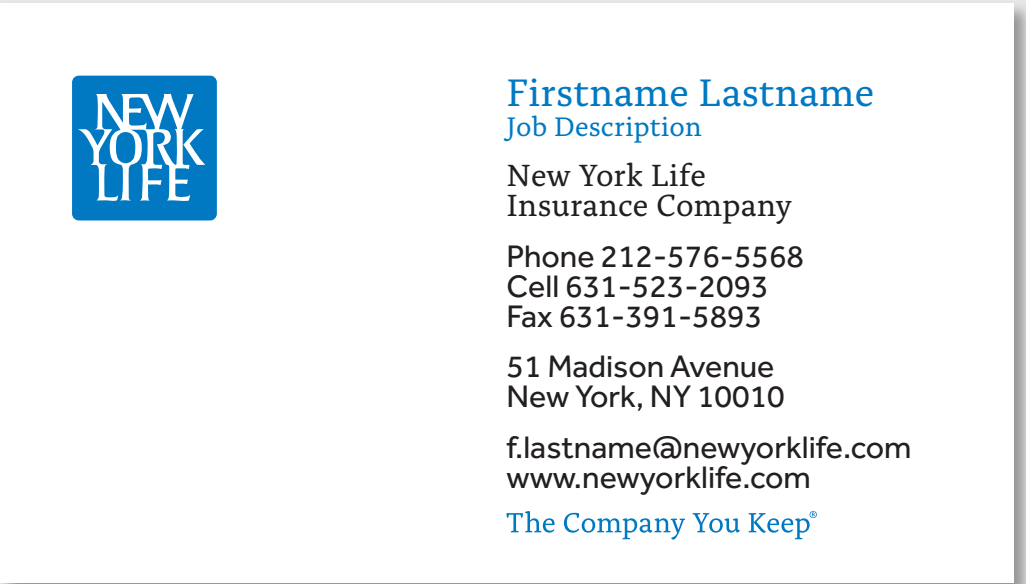 NEW
YORK
LIFE
Firstname Lastname
Job Description
New York Life
Insurance Company
Phone 212-576-5568
Cell 631-523-2093
Fax 631-391-5893
51 Madison Avenue
New York, NY 10010
f.lastname@newyorklife.com
www.newyorklife.com
The Company You Keep®